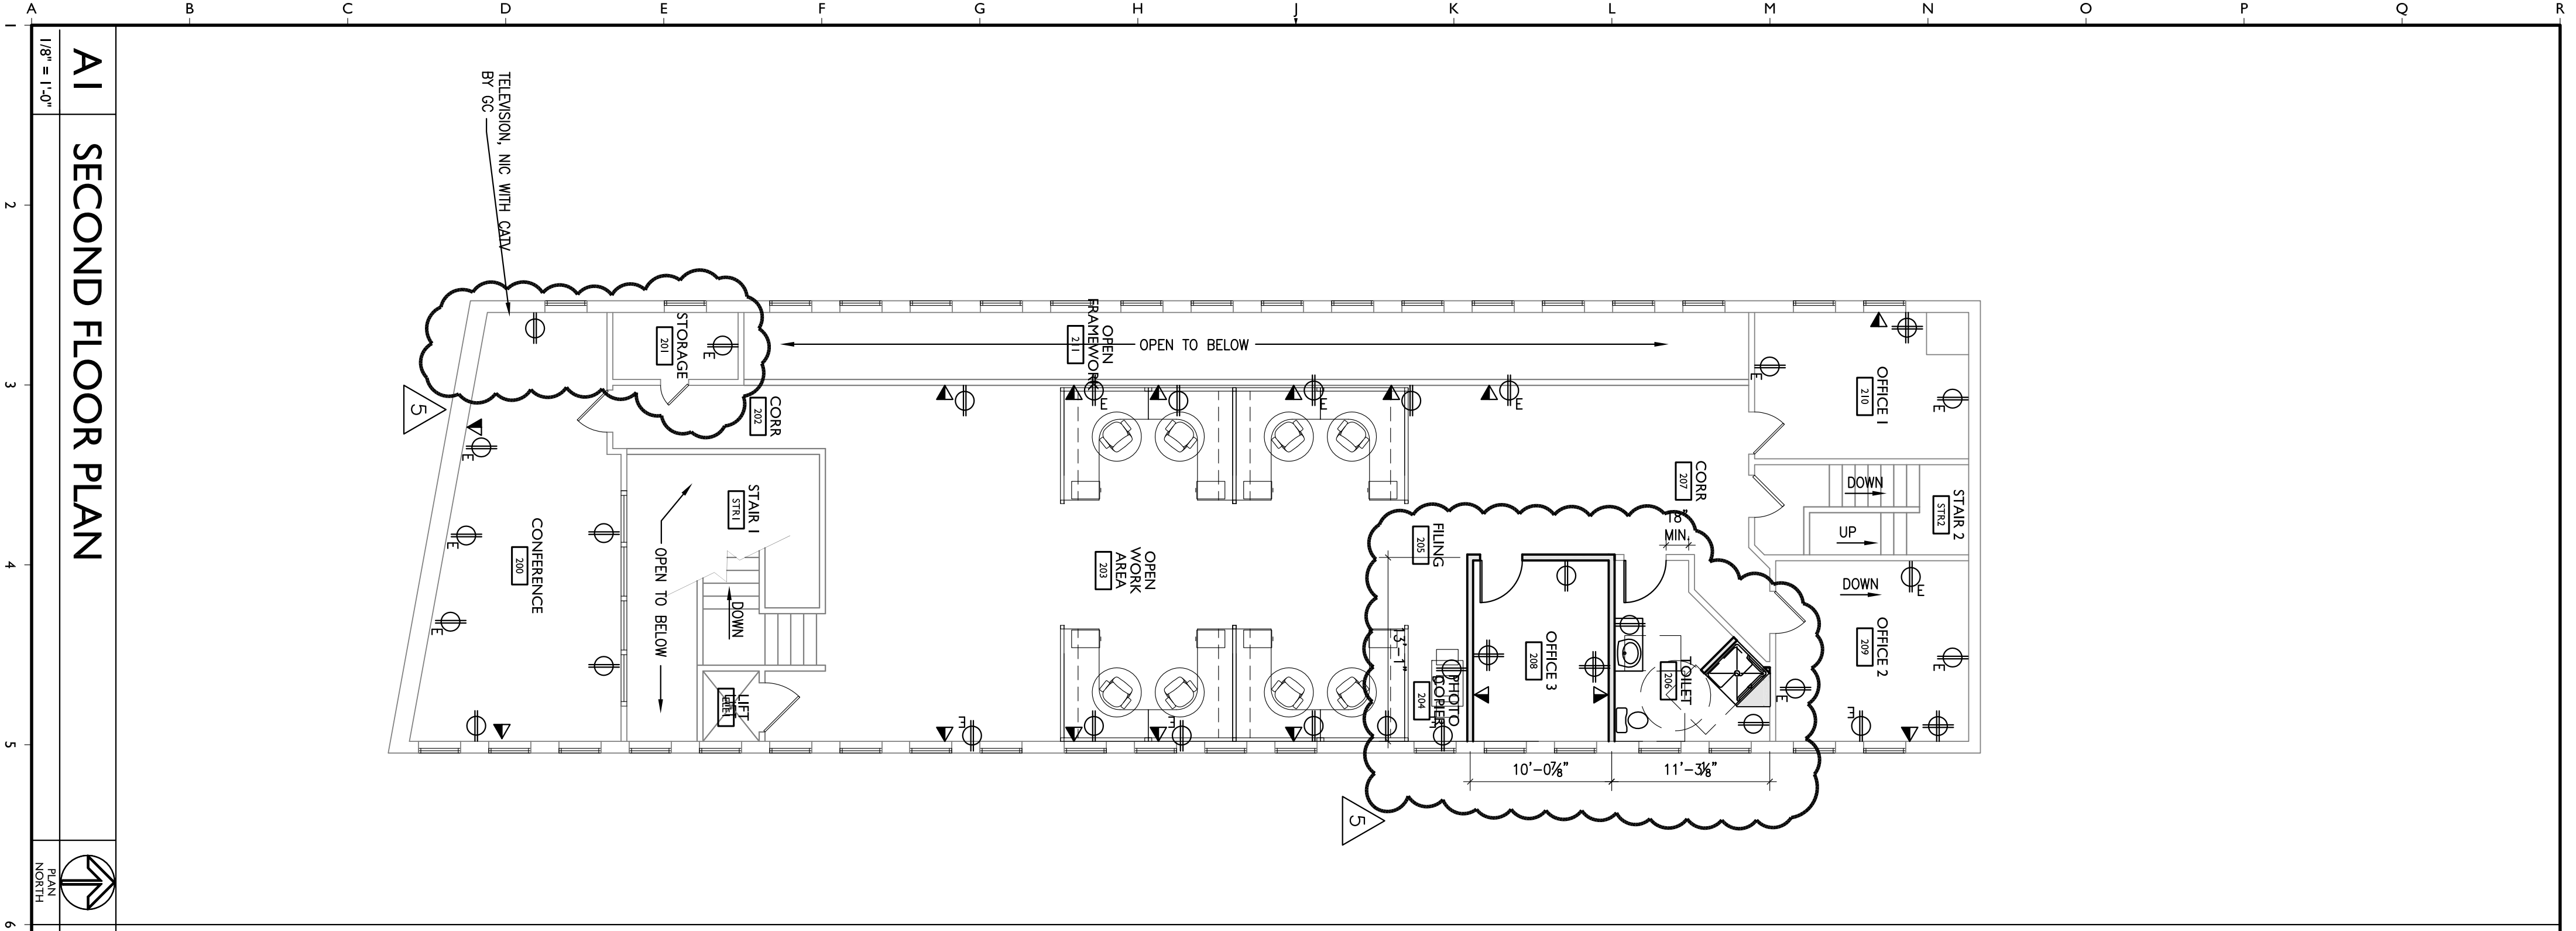 A
B
C
D
E
F
G
H
J
K
L
M
N
O
P
Q
R
1
2
3
4
5
6
A1
SECOND FLOOR PLAN
1/8" = 1'-0"
PLAN
NORTH
TELEVISION, NIC WITH CATV
BY GC
STORAGE
201
E
5
CORR
202
CONFERENCE
200
E
E
E
STAIR 1
STR1
OPEN TO BELOW
DOWN
LIFT
OPEN
FRAMEWORK
211
OPEN TO BELOW
E
E
E
OPEN
WORK
AREA
203
E
E
FILING
205
13'-1"
PHOTO
COPIER
204
OFFICE 3
208
TOILET
206
18"
MIN.
10'-0⅞"
11'-3⅛"
5
CORR
207
OFFICE 1
210
E
E
STAIR 2
STR2
DOWN
UP
DOWN
OFFICE 2
209
E
E
E
E